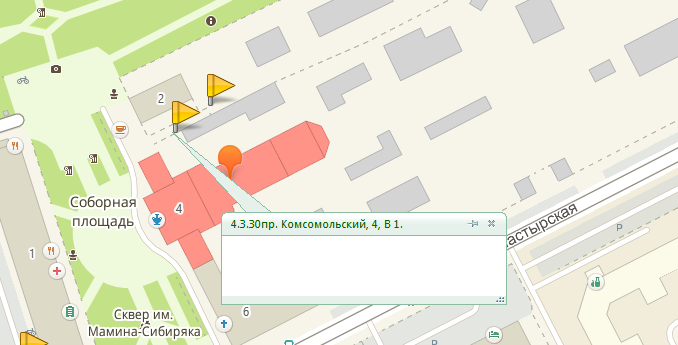 2
Соборная
площадь
4
4.3.30пр. Комсомольский, 4, В 1.
астырская
P
1
6
Сквер им.
Мамина-Сибиряка
P